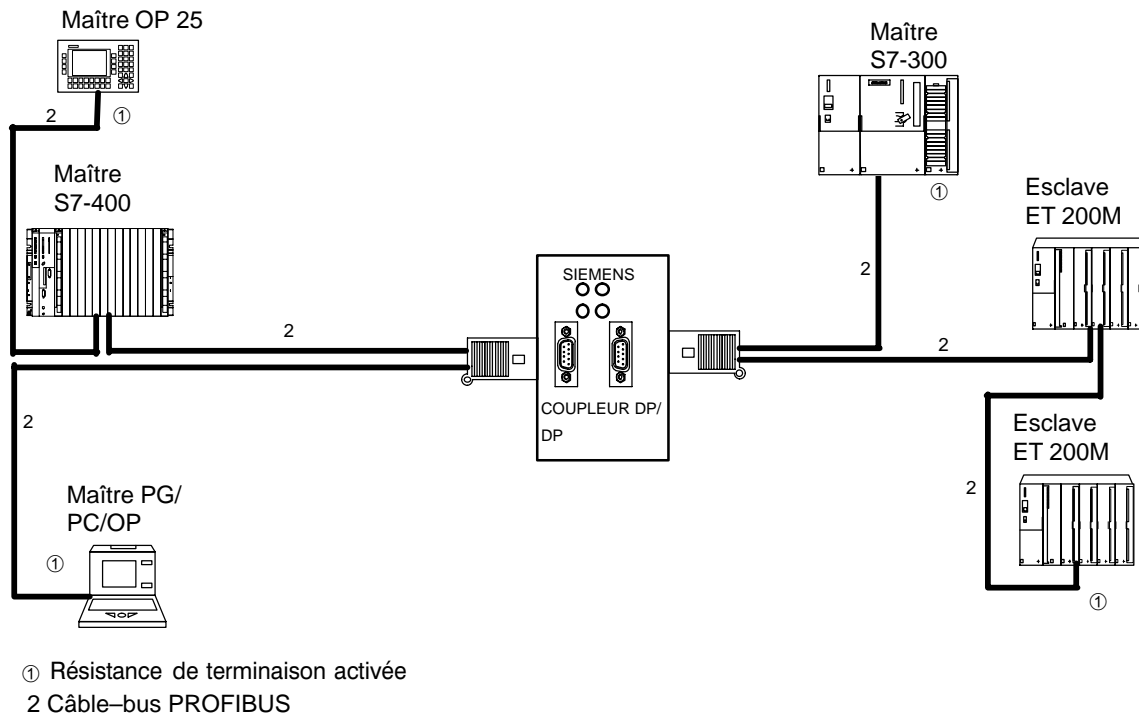 Maître OP 25
2
①
Maître
S7-400
2
2
Maître PG/
PC/OP
①
SIEMENS
COUPLEUR DP/
DP
Maître
S7-300
①
2
2
Esclave
ET 200M
Esclave
ET 200M
2
①
① Résistance de terminaison activée
2 Câble–bus PROFIBUS